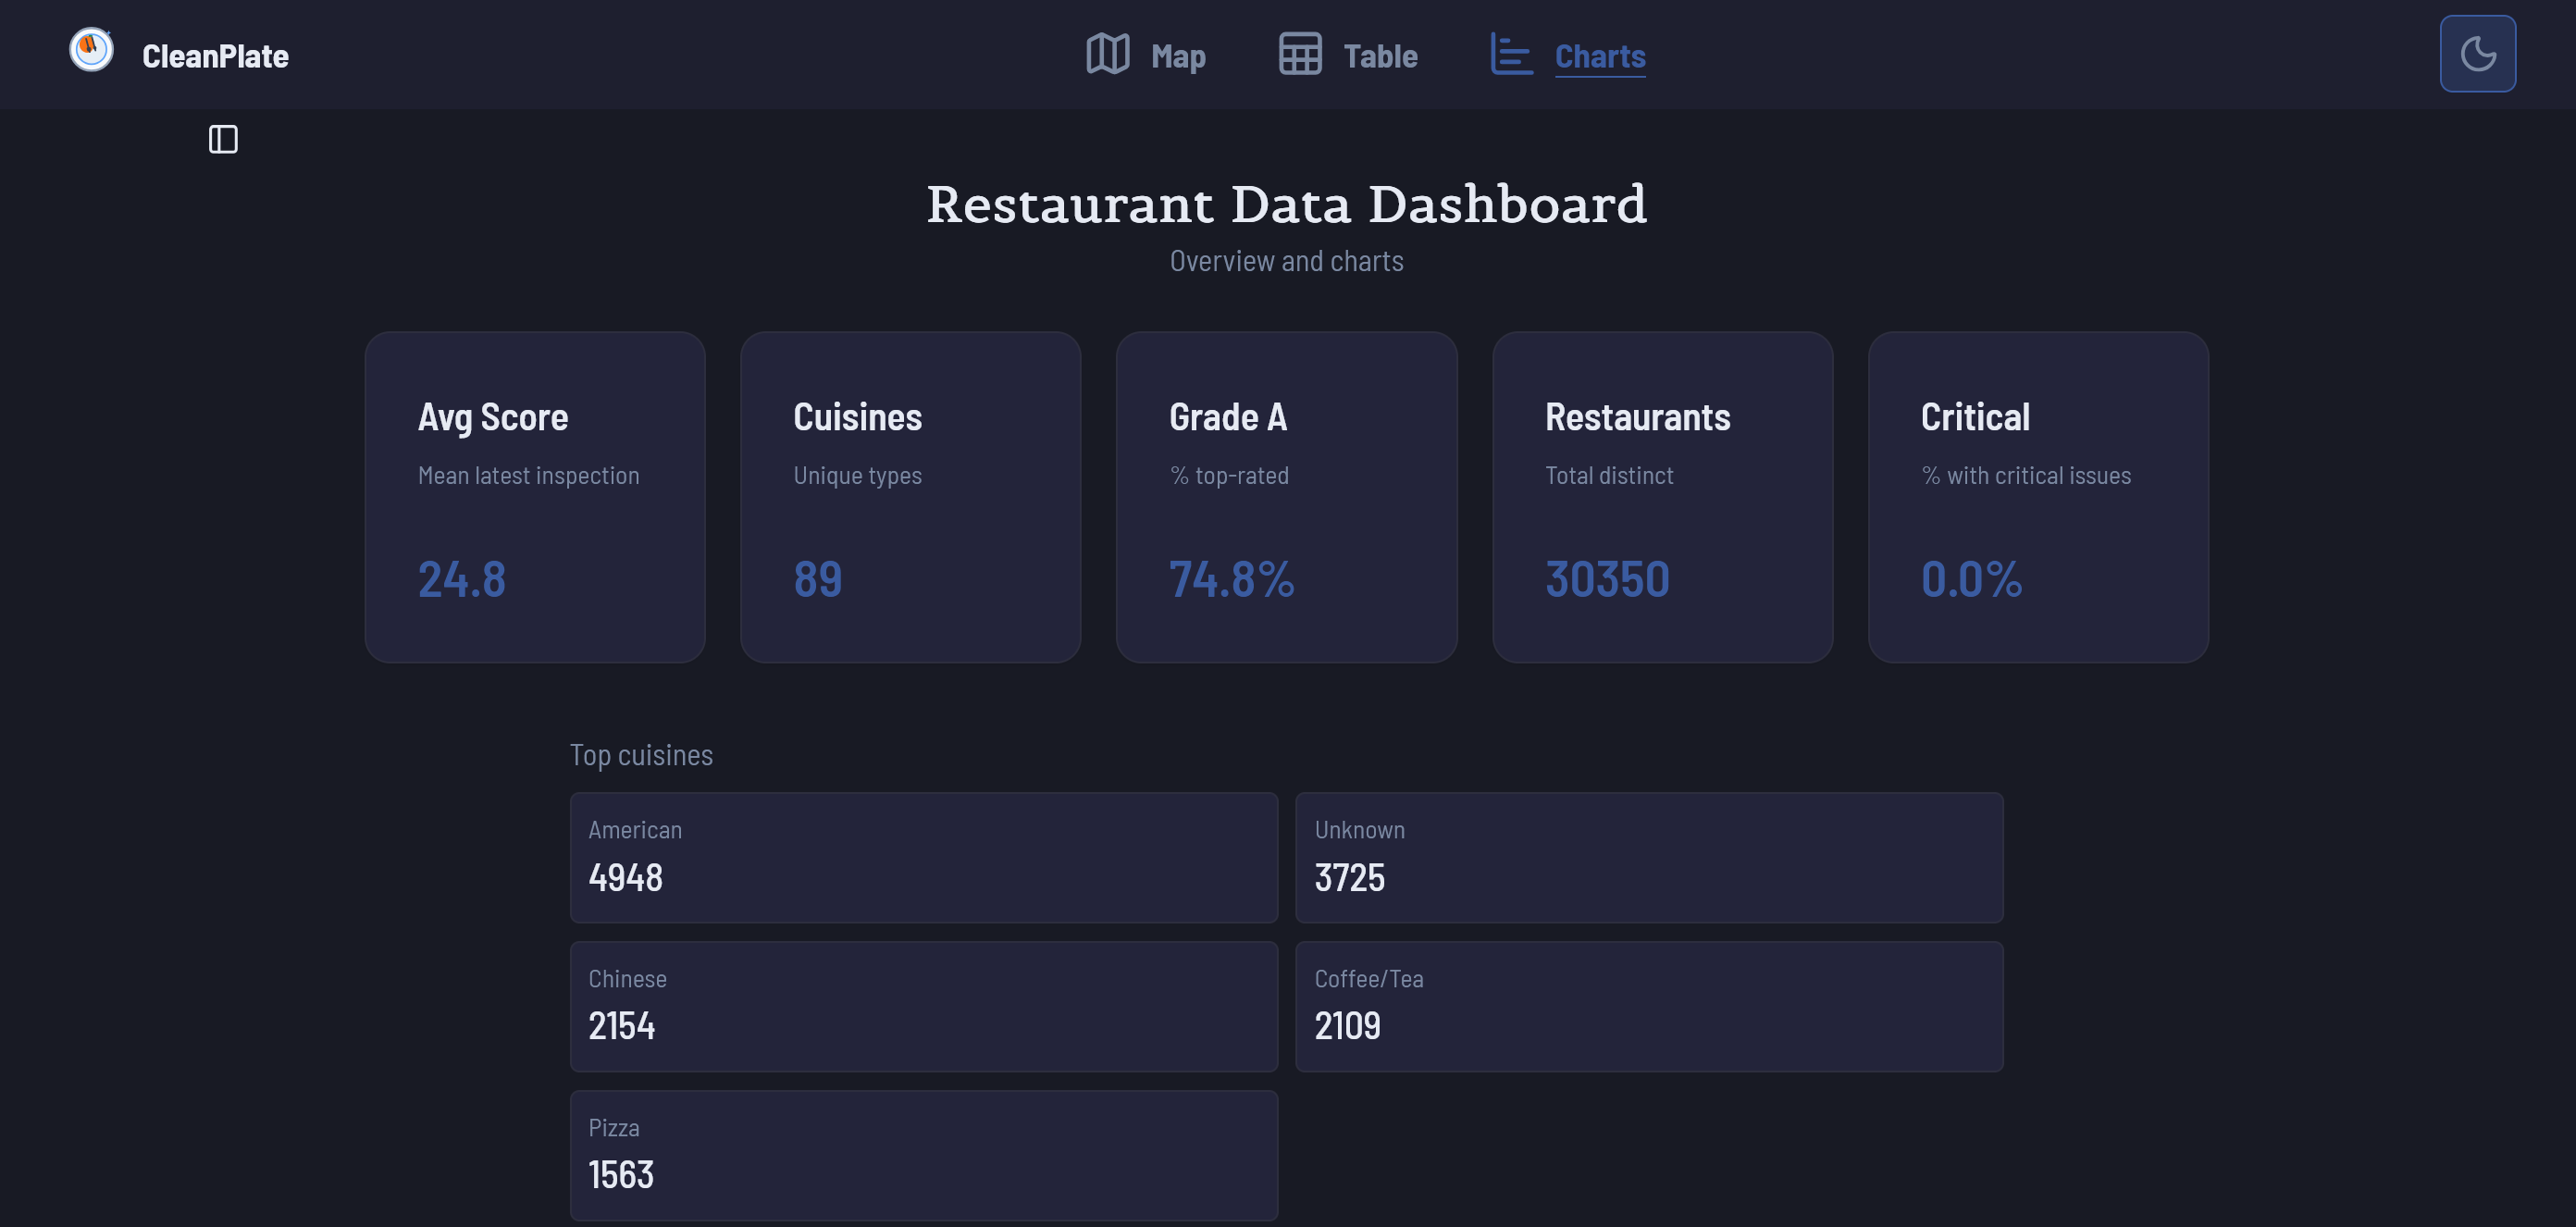 CleanPlate
Map
Table
Charts
Restaurant Data Dashboard
Overview and charts
Avg Score
Mean latest inspection
24.8
Cuisines
Unique types
89
Grade A
% top-rated
74.8%
Restaurants
Total distinct
30350
Critical
% with critical issues
0.0%
Top cuisines
American
4948
Unknown
3725
Chinese
2154
Coffee/Tea
2109
Pizza
1563